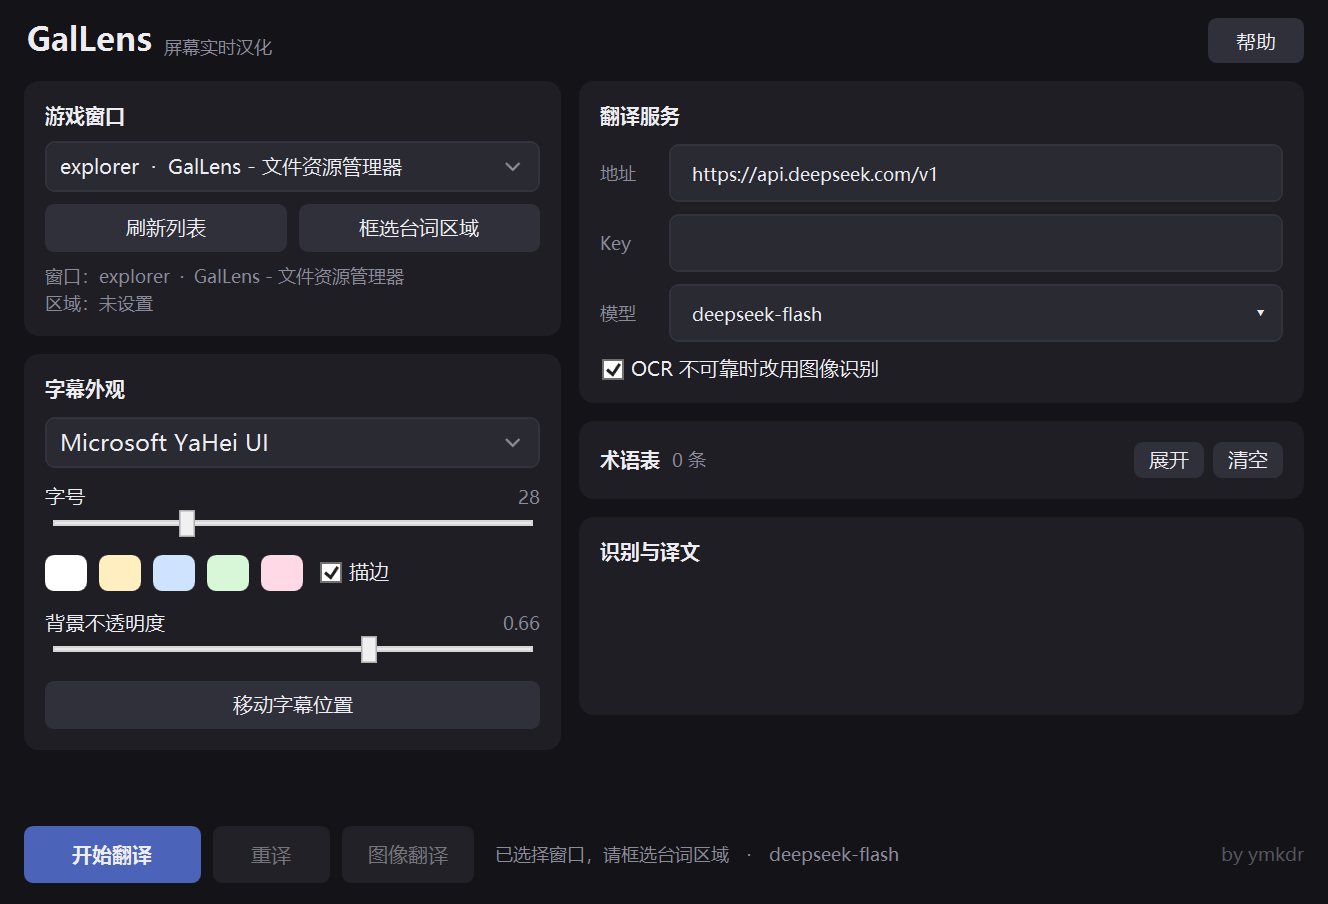 GalLens 屏幕实时汉化
帮助
游戏窗口
explorer · GalLens - 文件资源管理器
刷新列表
框选台词区域
窗口：explorer · GalLens - 文件资源管理器
区域：未设置
字幕外观
Microsoft YaHei UI
字号 28
描边
背景不透明度 0.66
移动字幕位置
翻译服务
地址 https://api.deepseek.com/v1
Key
模型 deepseek-flash
OCR 不可靠时改用图像识别
术语表 0 条
展开
清空
识别与译文
开始翻译
重译
图像翻译
已选择窗口，请框选台词区域 · deepseek-flash
by ymkdr